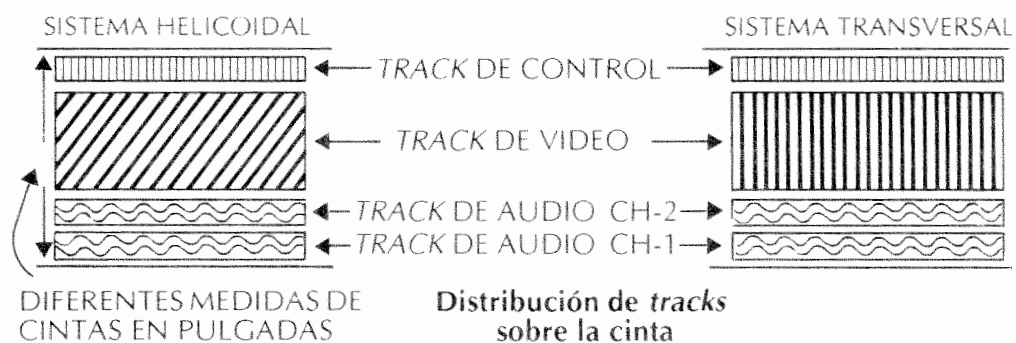 SISTEMA HELICOIDAL
SISTEMA TRANSVERSAL
TRACK DE CONTROL
TRACK DE VIDEO
TRACK DE AUDIO CH-2
TRACK DE AUDIO CH-1
DIFERENTES MEDIDAS DE
CINTAS EN PULGADAS
Distribución de tracks
sobre la cinta